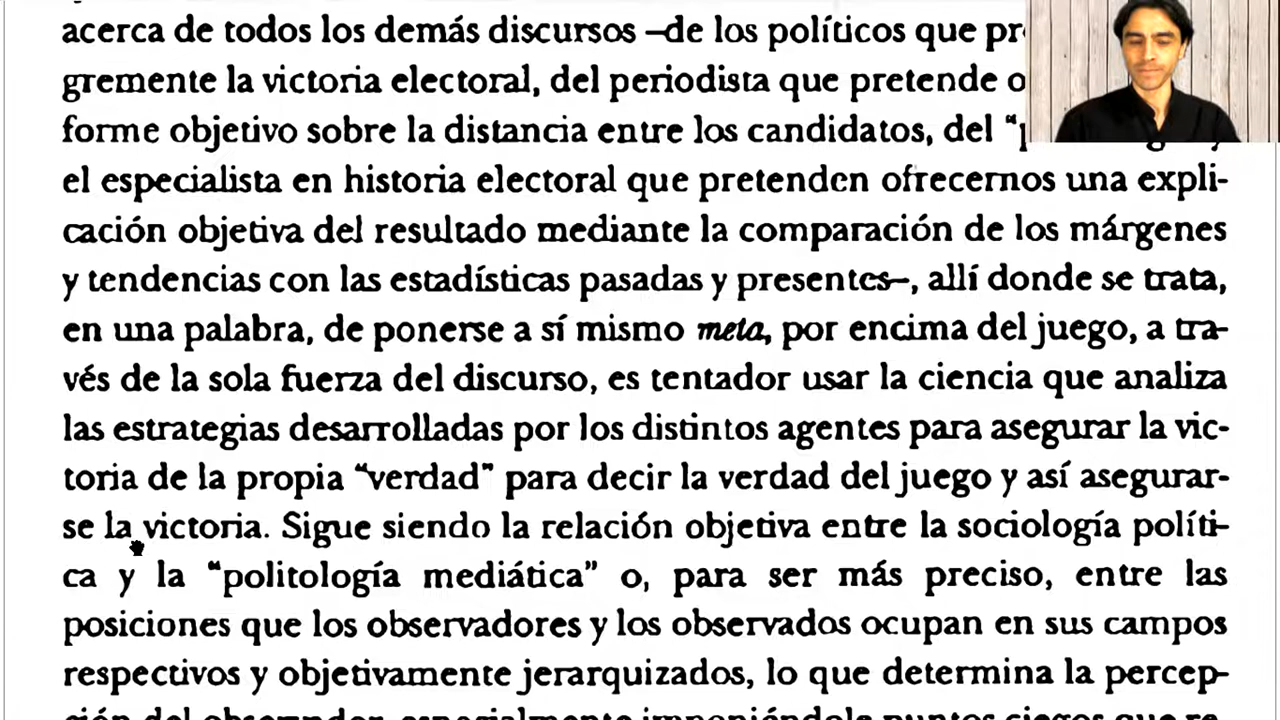 acerca de todos los demás discursos —de los políticos que
gremente la victoria electoral, del periodista que pretende
forme objetivo sobre la distancia entre los candidatos, del
el especialista en historia electoral que pretenden ofrecernos una expli-
cación objetiva del resultado mediante la comparación de los márgenes
y tendencias con las estadísticas pasadas y presentes—, allí donde se trata,
en una palabra, de ponerse a sí mismo meta, por encima del juego, a tra-
vés de la sola fuerza del discurso, es tentador usar la ciencia que analiza
las estrategias desarrolladas por los distintos agentes para asegurar la vic-
toria de la propia “verdad” para decir la verdad del juego y así asegurar-
se la victoria. Sigue siendo la relación objetiva entre la sociología políti-
ca y la “politología mediática” o, para ser más preciso, entre las
posiciones que los observadores y los observados ocupan en sus campos
respectivos y objetivamente jerarquizados, lo que determina la percep-